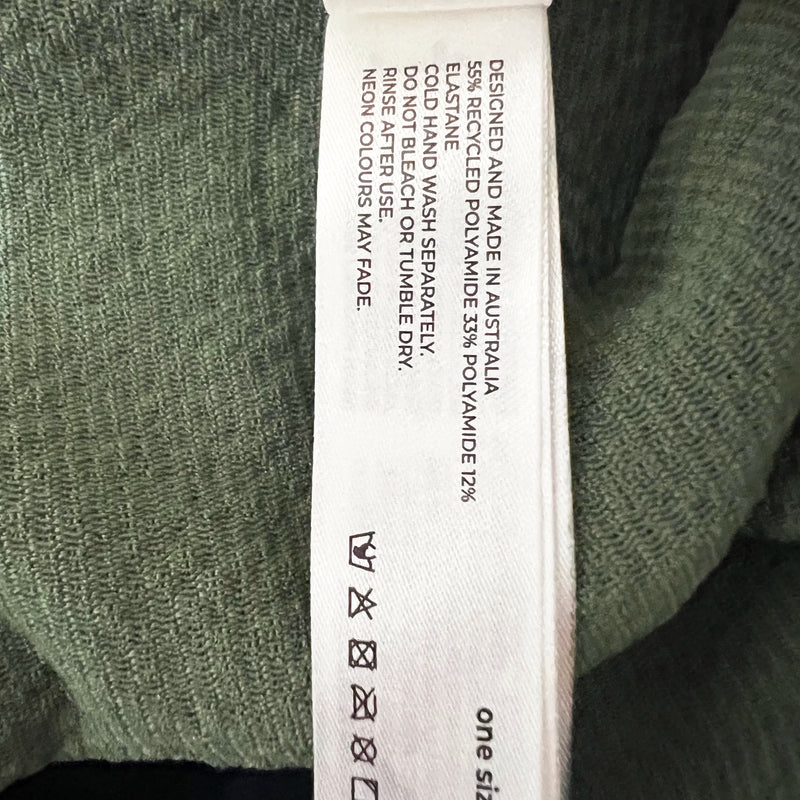 DESIGNED AND MADE IN AUSTRALIA
55% RECYCLED POLYAMIDE 33% POLYAMIDE 12%
ELASTANE
COLD HAND WASH SEPARATELY.
DO NOT BLEACH OR TUMBLE DRY.
RINSE AFTER USE.
NEON COLOURS MAY FADE.
one